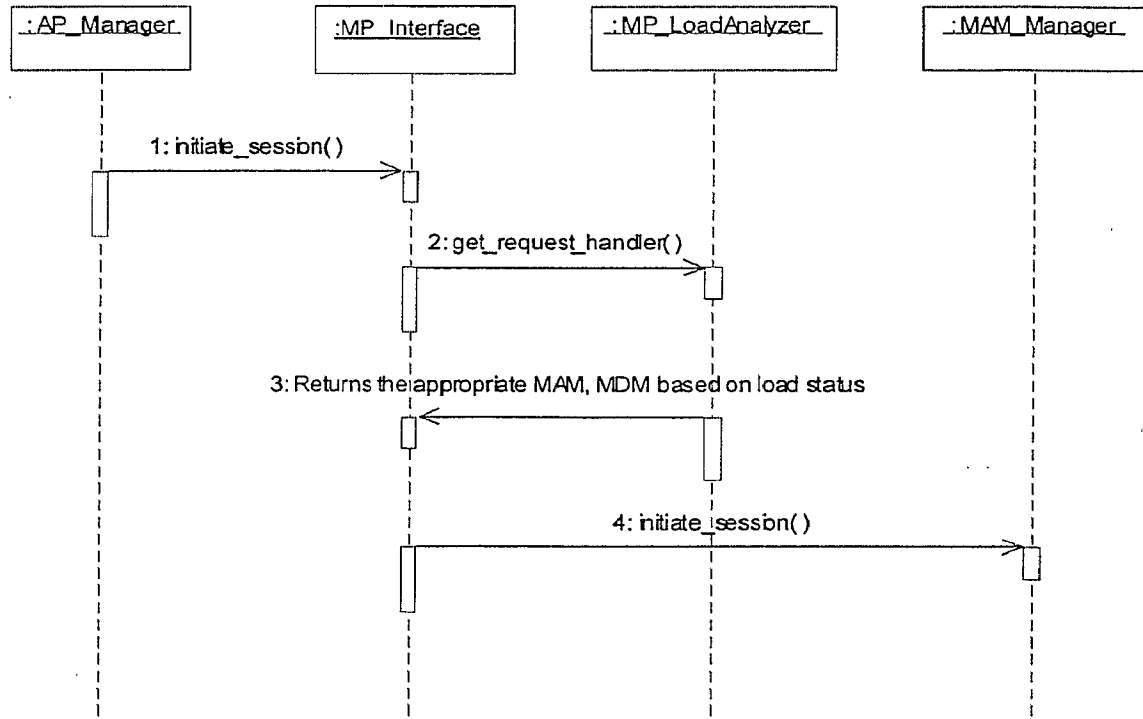 :AP_Manager
:MP_Interface
:MP_LoadAnalyzer
:MAM_Manager
1: initiate_session()
2: get_request_handler()
3: Returns the appropriate MAM, MDM based on load status
4: initiate_session()